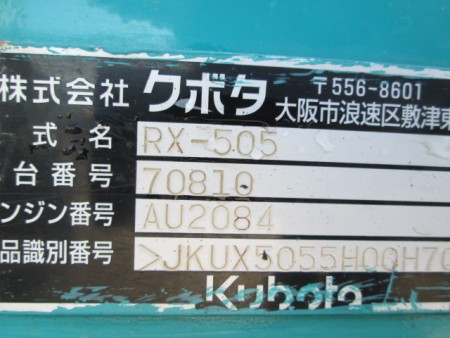 株式会社 クボタ 〒556-8601
大阪市浪速区敷津東
式名 RX-505
台番号 70810
ンジン番号 AU2084
品識別番号 >JKUX5055H00H70
Kubota